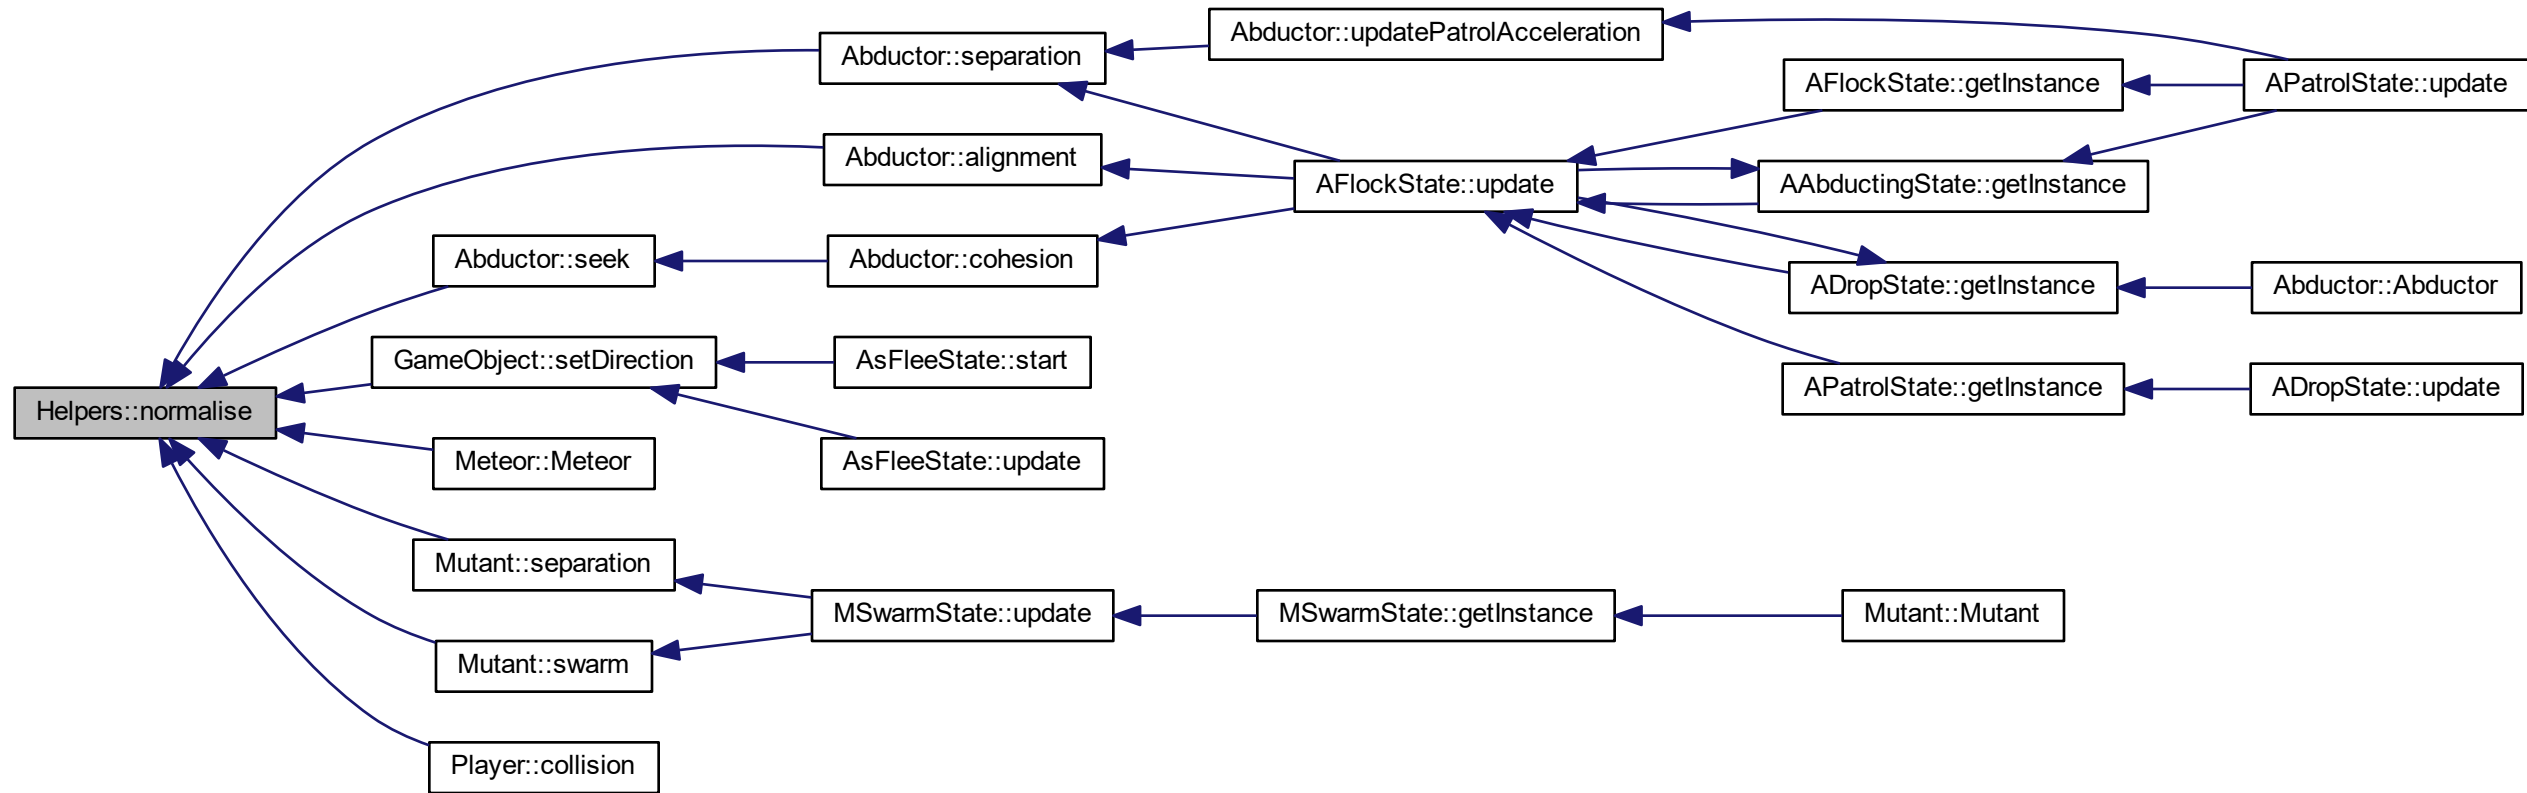 Helpers::normalise
Abductor::separation
Abductor::updatePatrolAcceleration
APatrolState::update
AFlockState::getInstance
Abductor::alignment
AFlockState::update
AAbductingState::getInstance
Abductor::seek
Abductor::cohesion
ADropState::getInstance
Abductor::Abductor
GameObject::setDirection
AsFleeState::start
APatrolState::getInstance
ADropState::update
Meteor::Meteor
AsFleeState::update
Mutant::separation
MSwarmState::update
MSwarmState::getInstance
Mutant::Mutant
Mutant::swarm
Player::collision